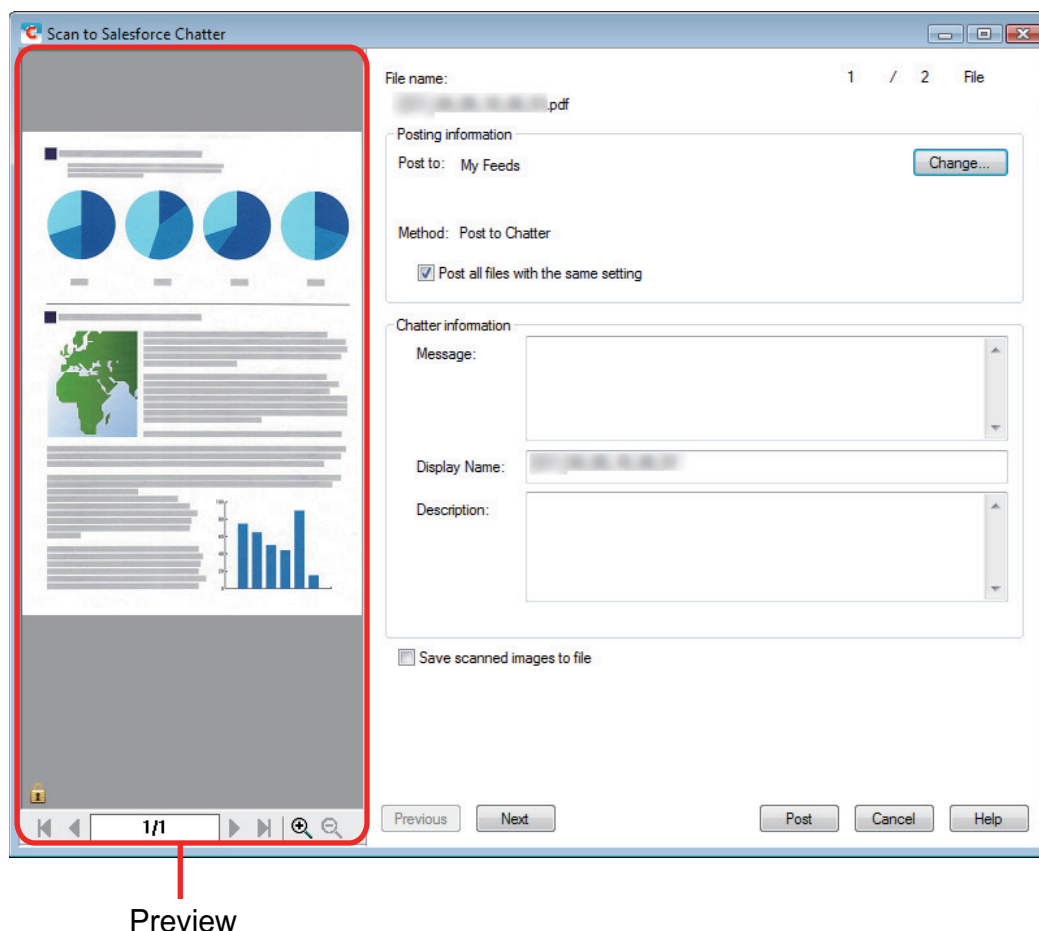 Scan to Salesforce Chatter
File name:
1 / 2 File
.pdf
Posting information
Post to: My Feeds
Change...
Method: Post to Chatter
Post all files with the same setting
Chatter information
Message:
Display Name:
Description:
Save scanned images to file
1/1
Previous Next Post Cancel Help
Preview